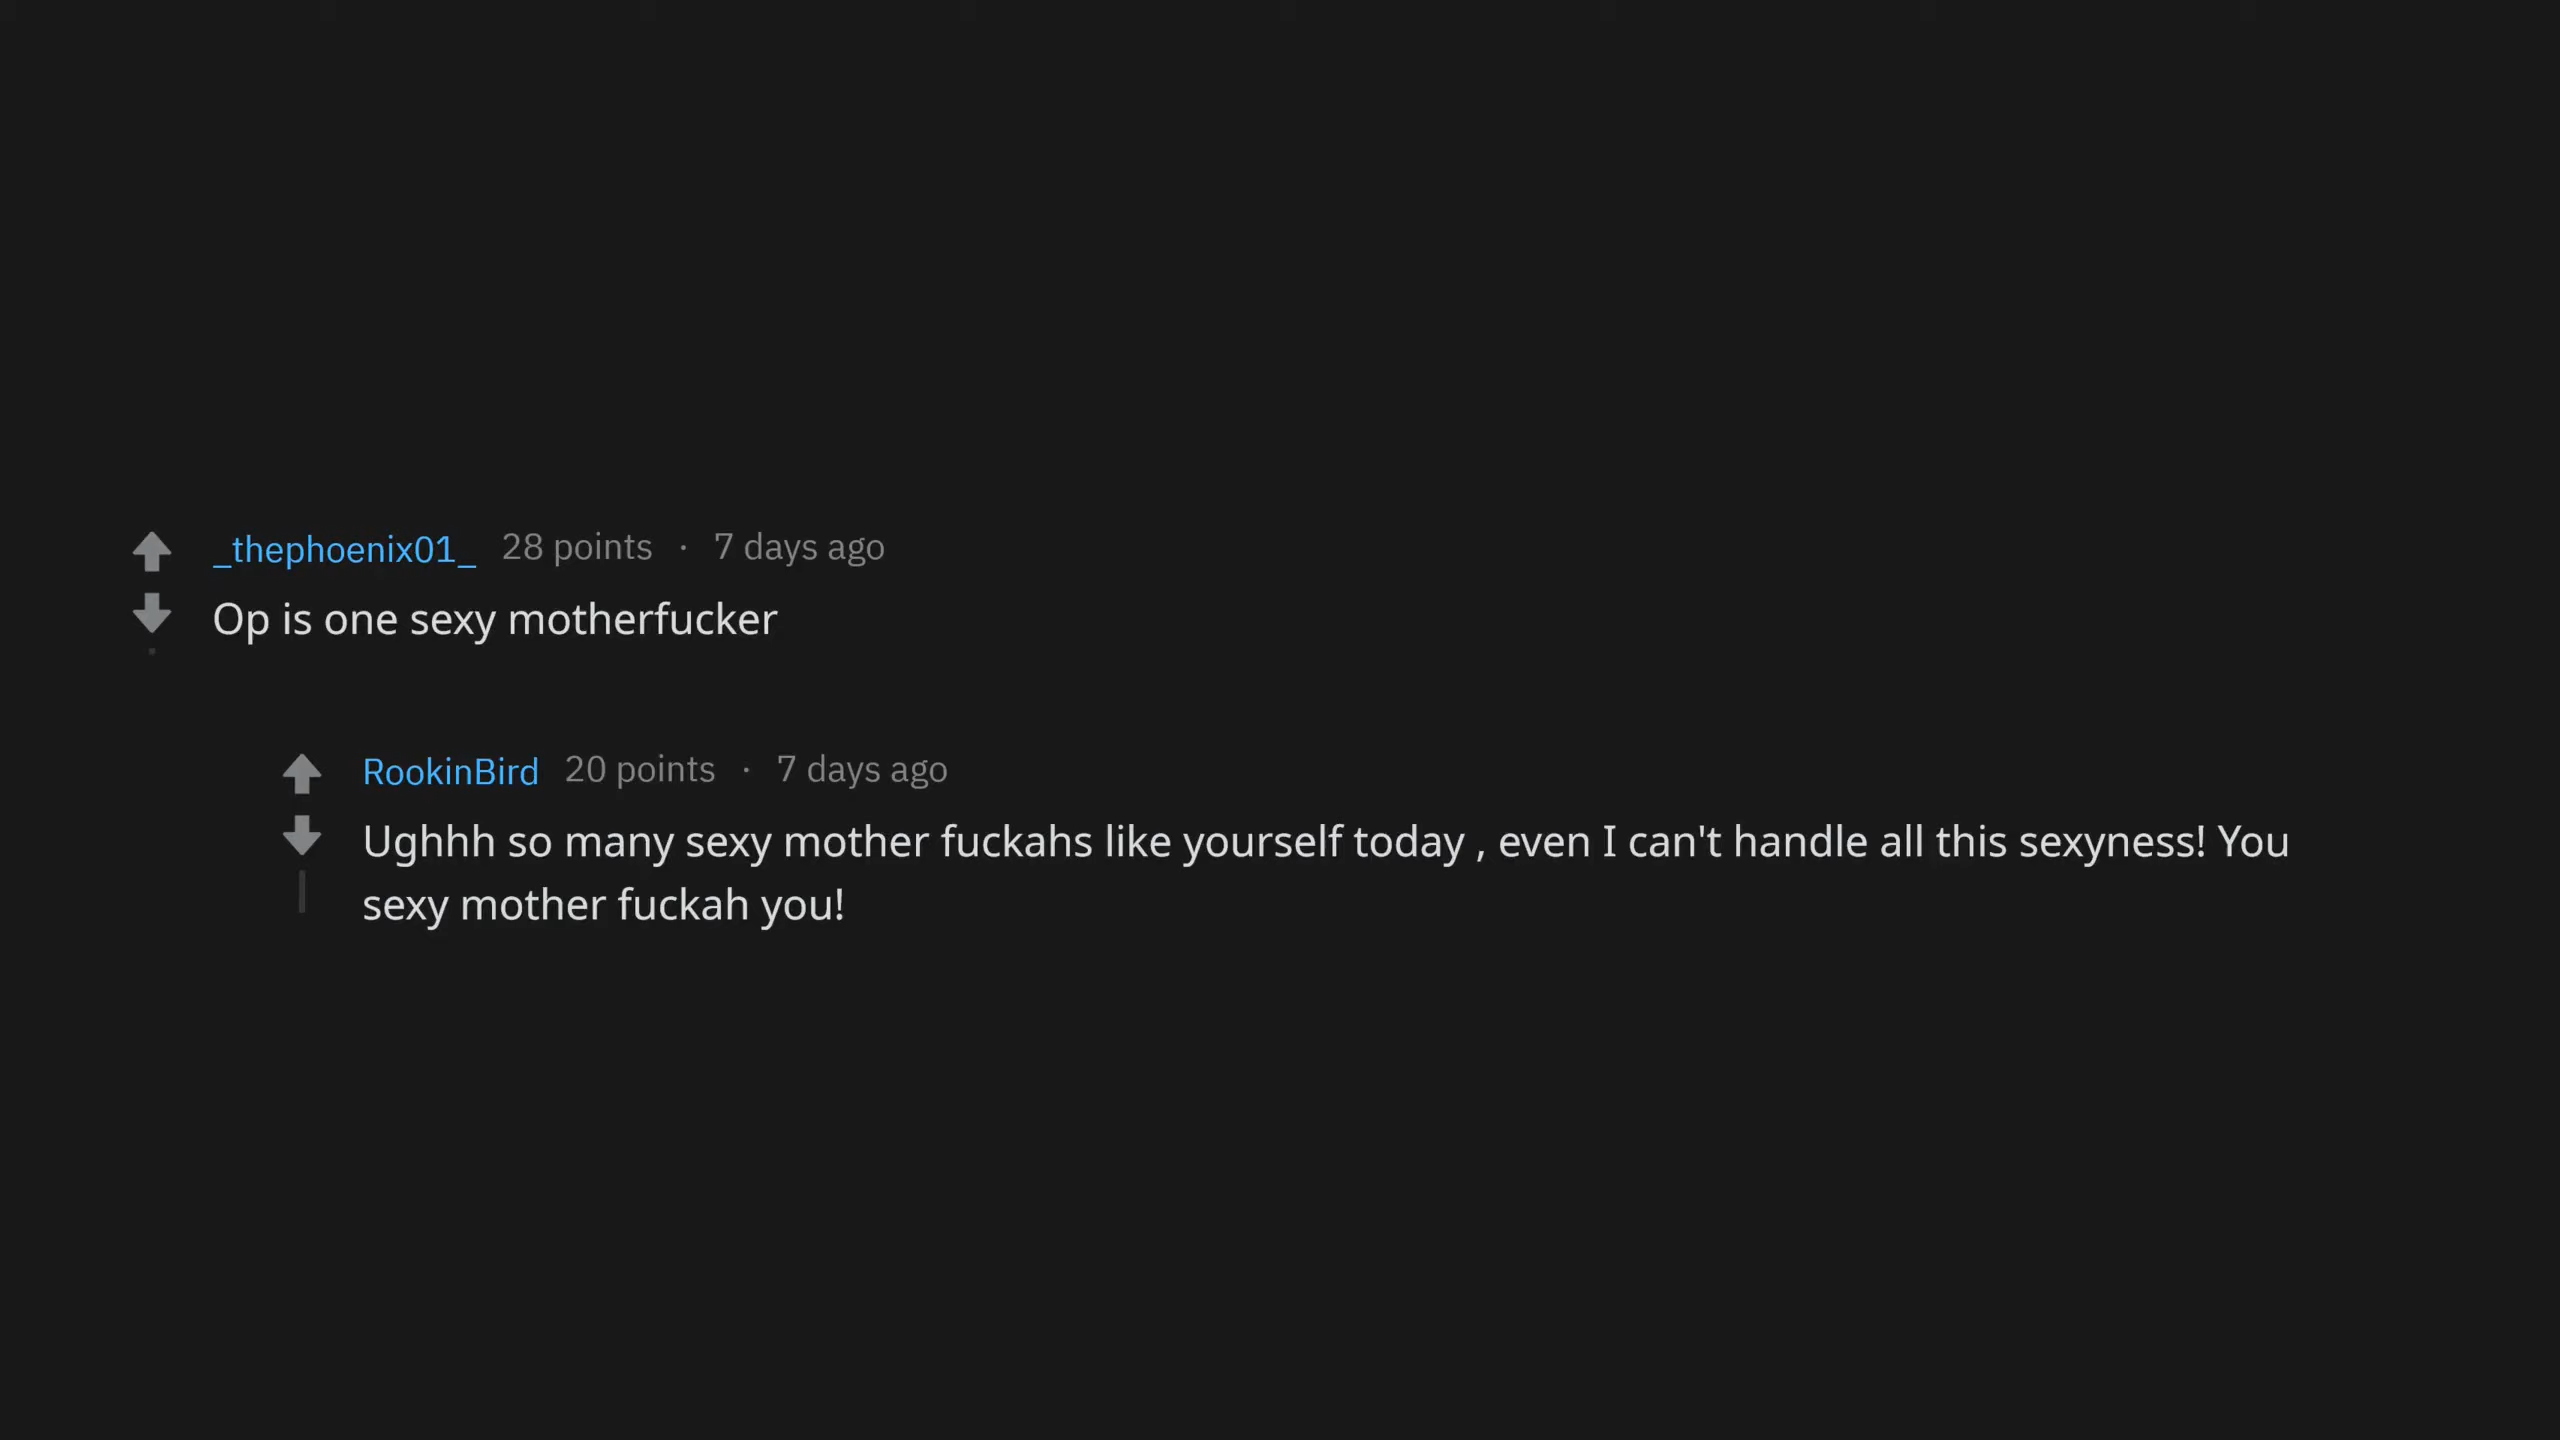 _thephoenix01_ 28 points · 7 days ago
Op is one sexy motherfucker
RookinBird 20 points · 7 days ago
Ughhh so many sexy mother fuckahs like yourself today , even I can't handle all this sexyness! You
sexy mother fuckah you!